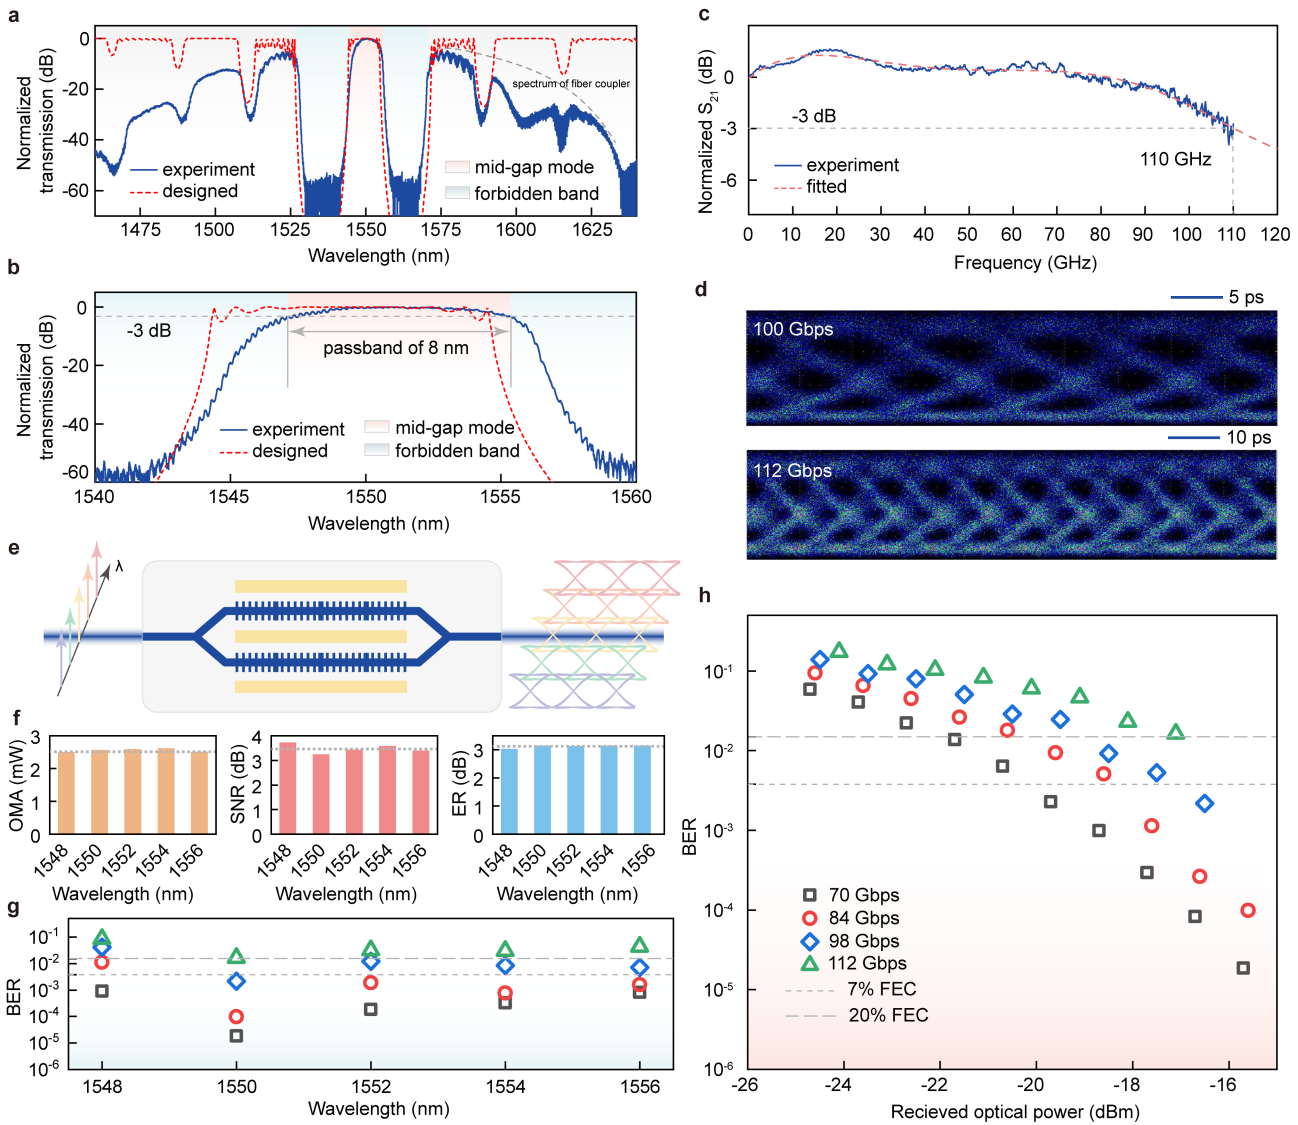 a
0
-20
-40
-60
Normalized
transmission (dB)
spectrum of fiber coupler
experiment
designed
mid-gap mode
forbidden band
1475
1500
1525
1550
1575
1600
1625
Wavelength (nm)
b
0
-20
-40
-60
Normalized
transmission (dB)
-3 dB
passband of 8 nm
experiment
designed
mid-gap mode
forbidden band
1540
1545
1550
1555
1560
Wavelength (nm)
c
0
-3
-6
Normalized S21 (dB)
-3 dB
110 GHz
experiment
fitted
0
10
20
30
40
50
60
70
80
90
100
110
120
Frequency (GHz)
d
5 ps
100 Gbps
10 ps
112 Gbps
e
λ
f
3
2
1
0
OMA (mW)
1548
1550
1552
1554
1556
Wavelength (nm)
4
3
2
1
0
SNR (dB)
1548
1550
1552
1554
1556
Wavelength (nm)
3
2
1
0
ER (dB)
1548
1550
1552
1554
1556
Wavelength (nm)
g
10-1
10-2
10-3
10-4
10-5
10-6
BER
1548
1550
1552
1554
1556
Wavelength (nm)
h
10-1
10-2
10-3
10-4
10-5
10-6
BER
70 Gbps
84 Gbps
98 Gbps
112 Gbps
7% FEC
20% FEC
-26
-24
-22
-20
-18
-16
Recieved optical power (dBm)